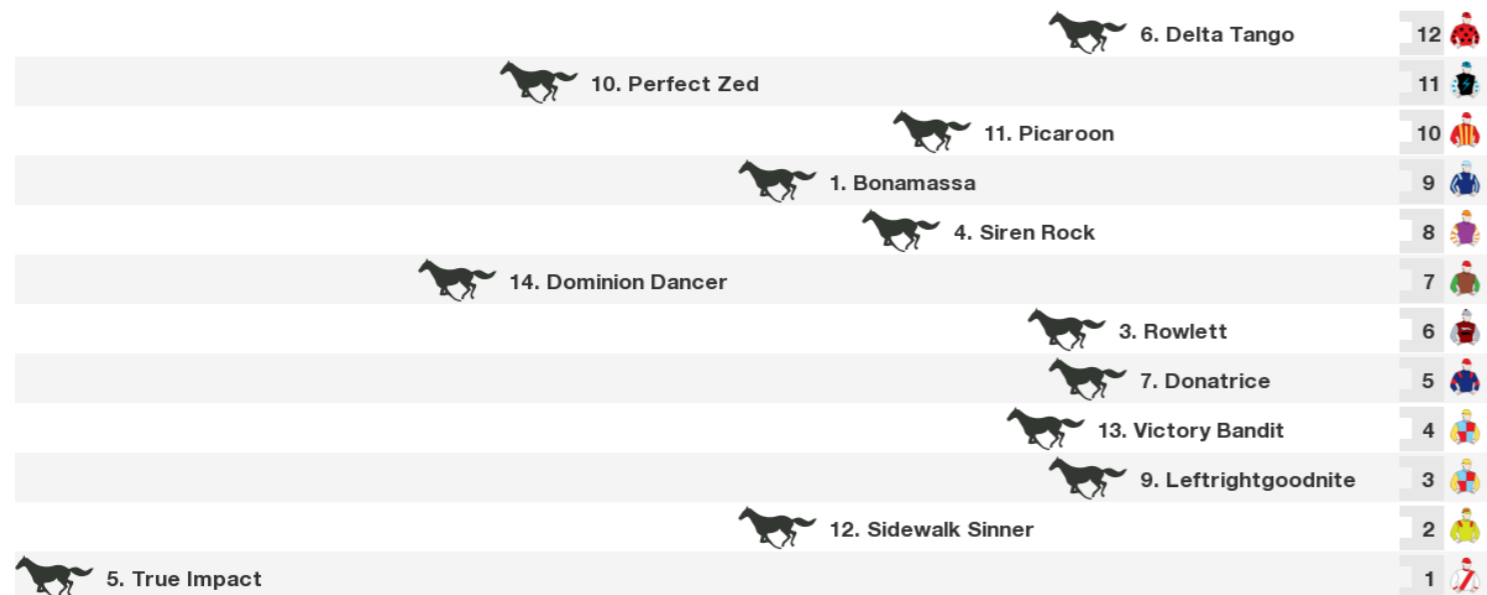 6. Delta Tango 12
10. Perfect Zed 11
11. Picaroon 10
1. Bonamassa 9
4. Siren Rock 8
14. Dominion Dancer 7
3. Rowlett 6
7. Donatrice 5
13. Victory Bandit 4
9. Leftrightgoodnite 3
12. Sidewalk Sinner 2
5. True Impact 1